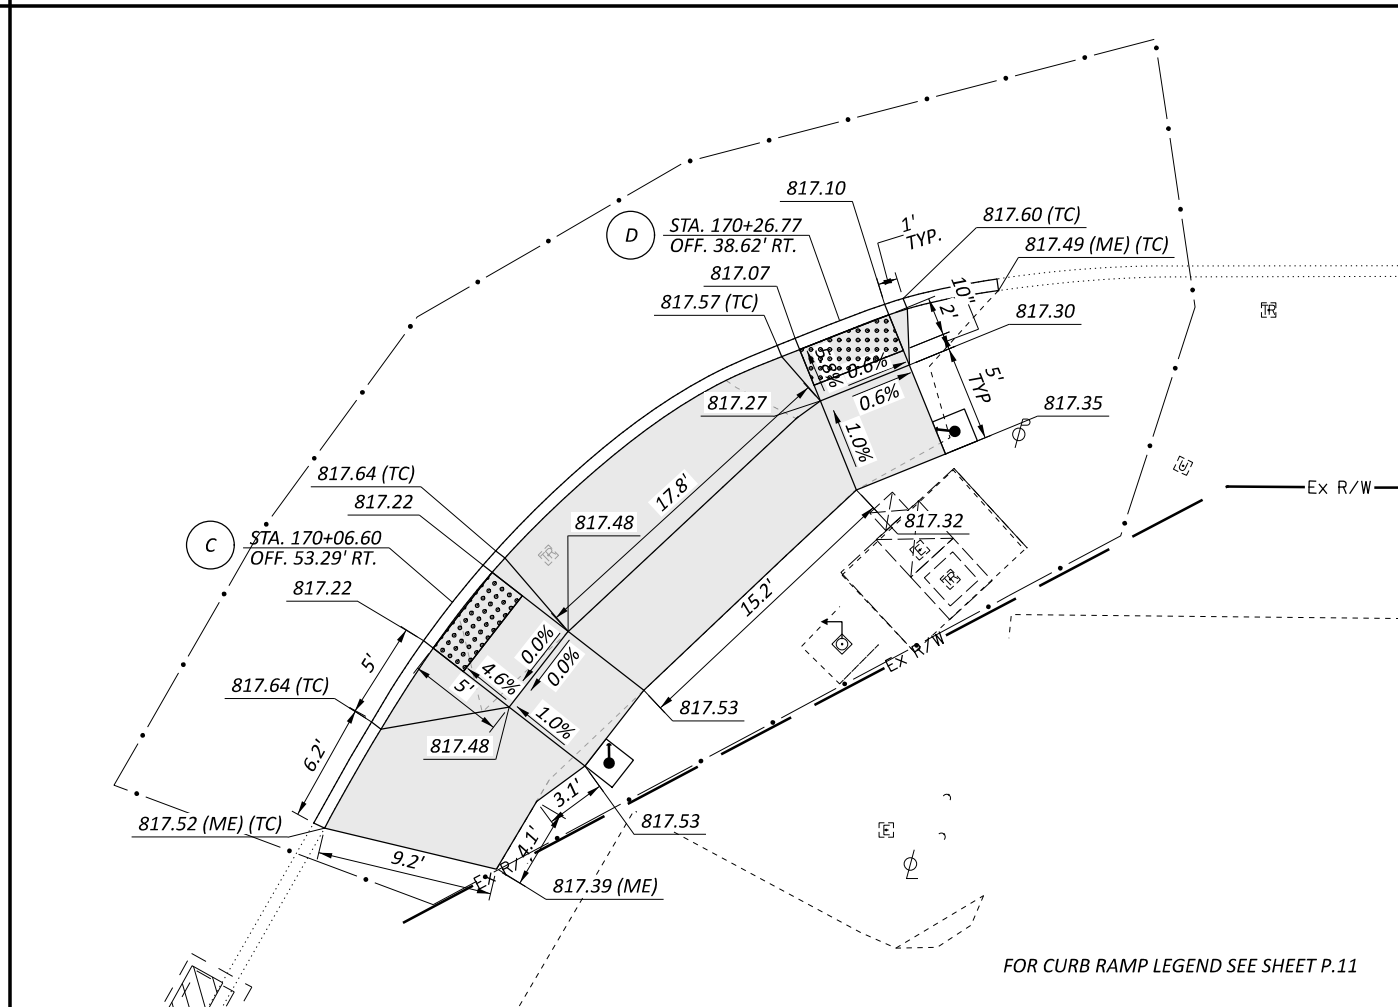 817.10
D
STA. 170+26.77
OFF. 38.62' RT.
1'
TYP.
817.60 (TC)
817.49 (ME) (TC)
817.07
817.57 (TC)
10"
2'
817.30
TR
0.6%
0.6%
5'
TYP
817.27
817.35
1.0%
817.64 (TC)
817.22
17.8'
U
Ex R/W
C
STA. 170+06.60
OFF. 53.29' RT.
817.48
817.32
TR
E
TR
817.22
15.2'
0.0%
0.0%
5'
4.6%
5'
Ex R/W
817.64 (TC)
1.0%
817.53
817.48
6.2'
3.1'
817.52 (ME) (TC)
817.53
E
4.1'
9.2'
Ex R/
817.39 (ME)
FOR CURB RAMP LEGEND SEE SHEET P.11